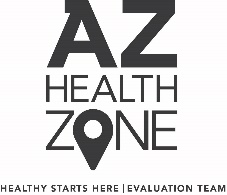 AZ
HEALTH
ZONE
HEALTHY STARTS HERE | EVALUATION TEAM